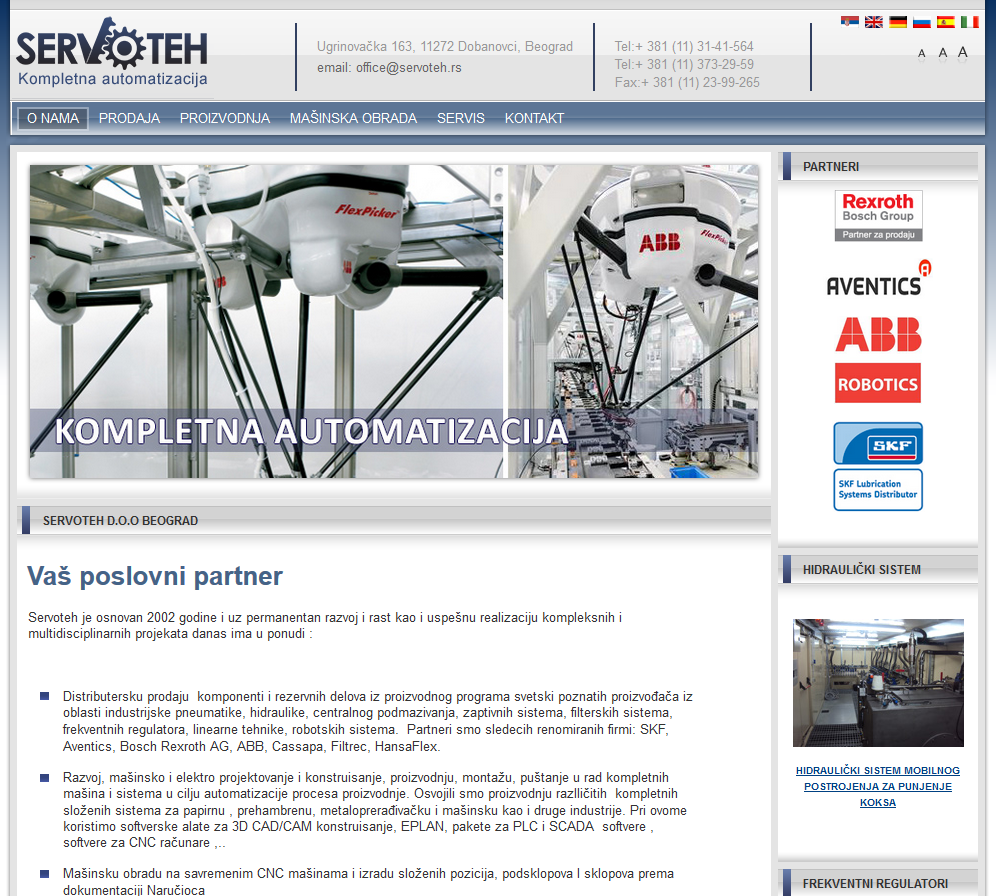 SERVOTEH
Kompletna automatizacija
Ugrinovačka 163, 11272 Dobanovci, Beograd
email: office@servoteh.rs
Tel:+ 381 (11) 31-41-564
Tel:+ 381 (11) 373-29-59
Fax:+ 381 (11) 23-99-265
A A A
O NAMA PRODAJA PROIZVODNJA MAŠINSKA OBRADA SERVIS KONTAKT
FlexPicker
ABB
FlexPicker
KOMPLETNA AUTOMATIZACIJA
PARTNERI
Rexroth
Bosch Group
Partner za prodaju
AVENTICS
ABB
ROBOTICS
SKF
SKF Lubrication
Systems Distributor
SERVOTEH D.O.O BEOGRAD
Vaš poslovni partner
Servoteh je osnovan 2002 godine i uz permanentan razvoj i rast kao i uspešnu realizaciju kompleksnih i
multidisciplinarnih projekata danas ima u ponudi :
Distributersku prodaju  komponenti i rezervnih delova iz proizvodnog programa svetski poznatih proizvođača iz
oblasti industrijske pneumatike, hidraulike, centralnog podmazivanja, zaptivnih sistema, filterskih sistema,
frekventnih regulatora, linearne tehnike, robotskih sistema.  Partneri smo sledecih renomiranih firmi: SKF,
Aventics, Bosch Rexroth AG, ABB, Cassapa, Filtrec, HansaFlex.
Razvoj, mašinsko i elektro projektovanje i konstruisanje, proizvodnju, montažu, puštanje u rad kompletnih
mašina i sistema u cilju automatizacije procesa proizvodnje. Osvojili smo proizvodnju razlličitih  kompletnih
složenih sistema za papirnu , prehambrenu, metaloprerađivačku i mašinsku kao i druge industrije. Pri ovome
koristimo softverske alate za 3D CAD/CAM konstruisanje, EPLAN, pakete za PLC i SCADA  softvere ,
softvere za CNC računare ,..
Mašinsku obradu na savremenim CNC mašinama i izradu složenih pozicija, podsklopova I sklopova prema
dokumentaciji Naručioca
HIDRAULIČKI SISTEM
HIDRAULIČKI SISTEM MOBILNOG
POSTROJENJA ZA PUNJENJE
KOKSA
FREKVENTNI REGULATORI